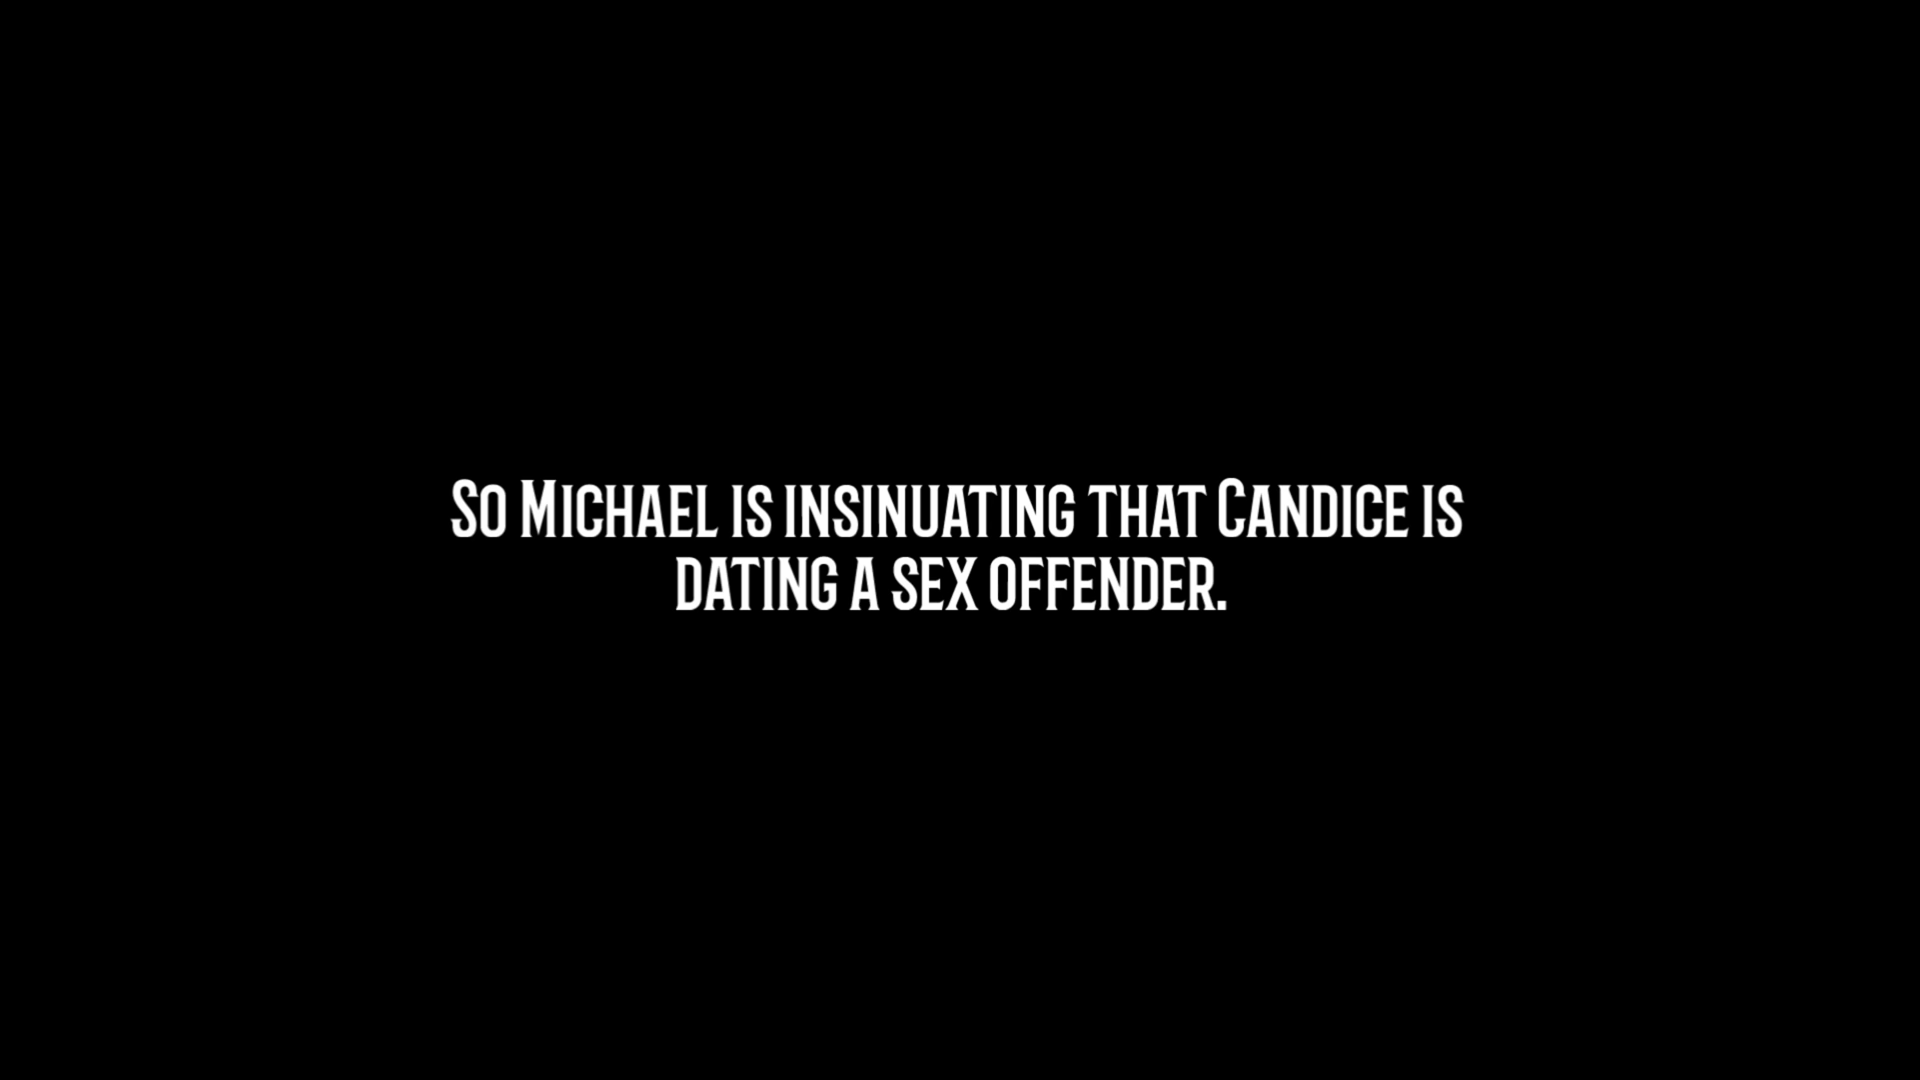 So Michael is insinuating that Candice is
dating a sex offender.